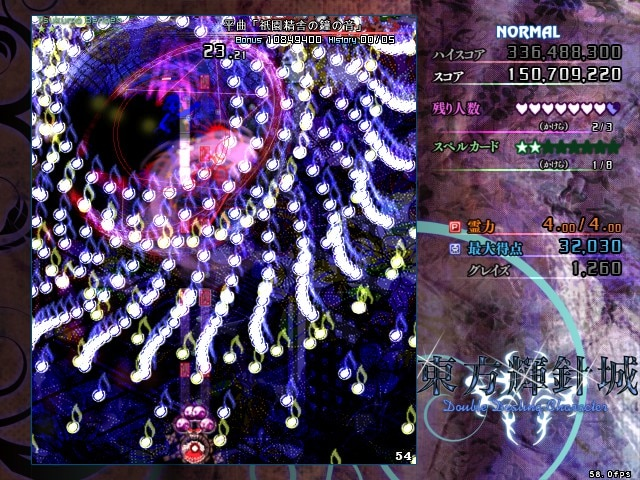 Tsukumo Benben
平曲「祇園精舎の鐘の音」
Bonus 10849400 History 00/05
23.21
54
NORMAL
ハイスコア 336,488,300
スコア 150,709,220
残り人数
(かけら) 2/3
スペルカード
(かけら) 1/8
P 霊力 4.00/4.00
最大得点 32,030
グレイズ 1,260
東方輝針城
Double Dealing Character
58.0fps